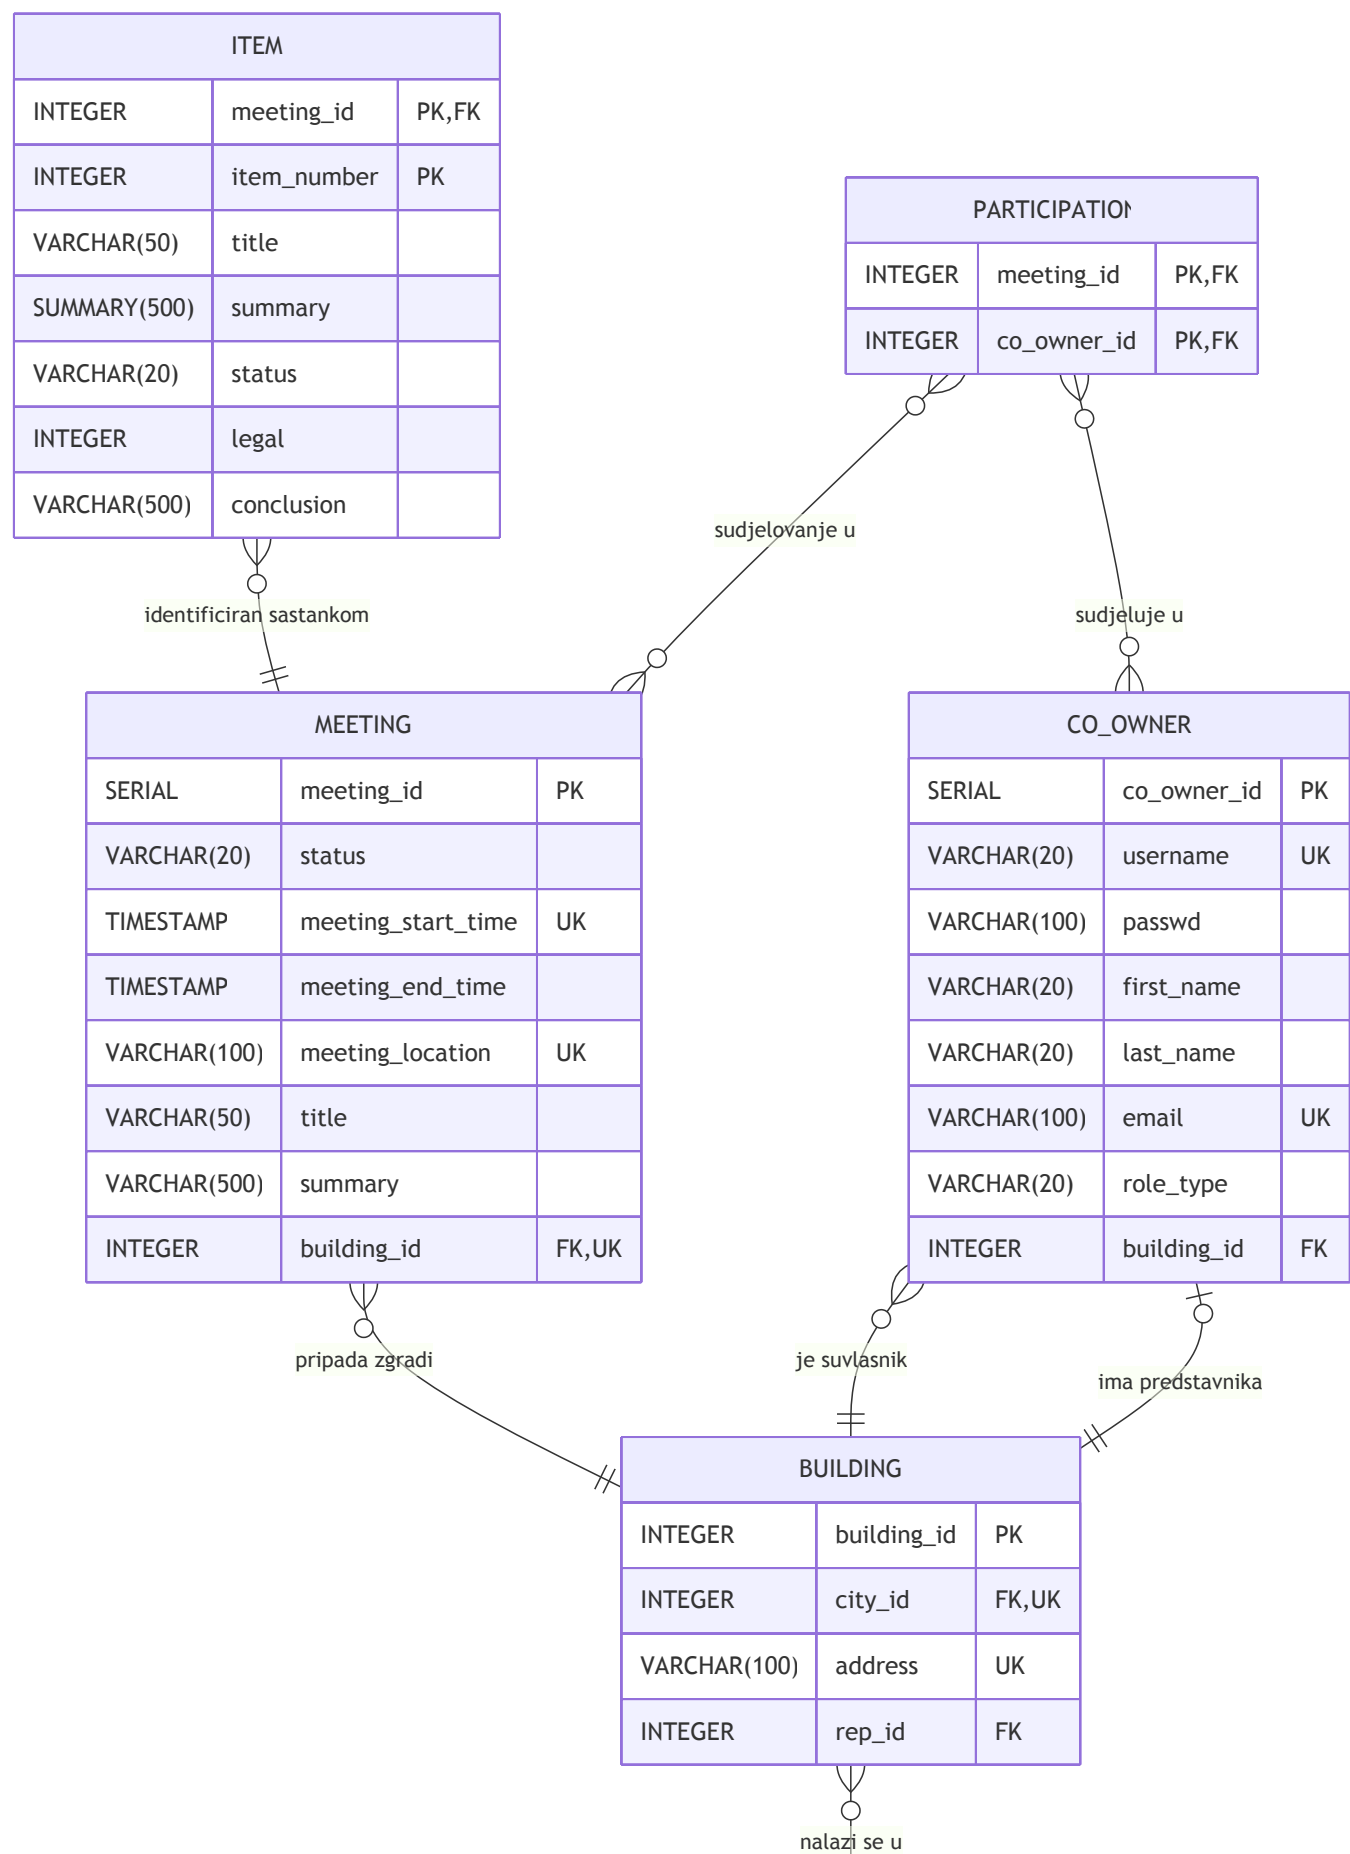 ITEM
INTEGER meeting_id PK,FK
INTEGER item_number PK
VARCHAR(50) title
SUMMARY(500) summary
VARCHAR(20) status
INTEGER legal
VARCHAR(500) conclusion
PARTICIPATION
INTEGER meeting_id PK,FK
INTEGER co_owner_id PK,FK
sudjelovanje u
identificiran sastankom
sudjeluje u
MEETING
SERIAL meeting_id PK
VARCHAR(20) status
TIMESTAMP meeting_start_time UK
TIMESTAMP meeting_end_time
VARCHAR(100) meeting_location UK
VARCHAR(50) title
VARCHAR(500) summary
INTEGER building_id FK,UK
CO_OWNER
SERIAL co_owner_id PK
VARCHAR(20) username UK
VARCHAR(100) passwd
VARCHAR(20) first_name
VARCHAR(20) last_name
VARCHAR(100) email UK
VARCHAR(20) role_type
INTEGER building_id FK
pripada zgradi
je suvlasnik
ima predstavnika
BUILDING
INTEGER building_id PK
INTEGER city_id FK,UK
VARCHAR(100) address UK
INTEGER rep_id FK
nalazi se u